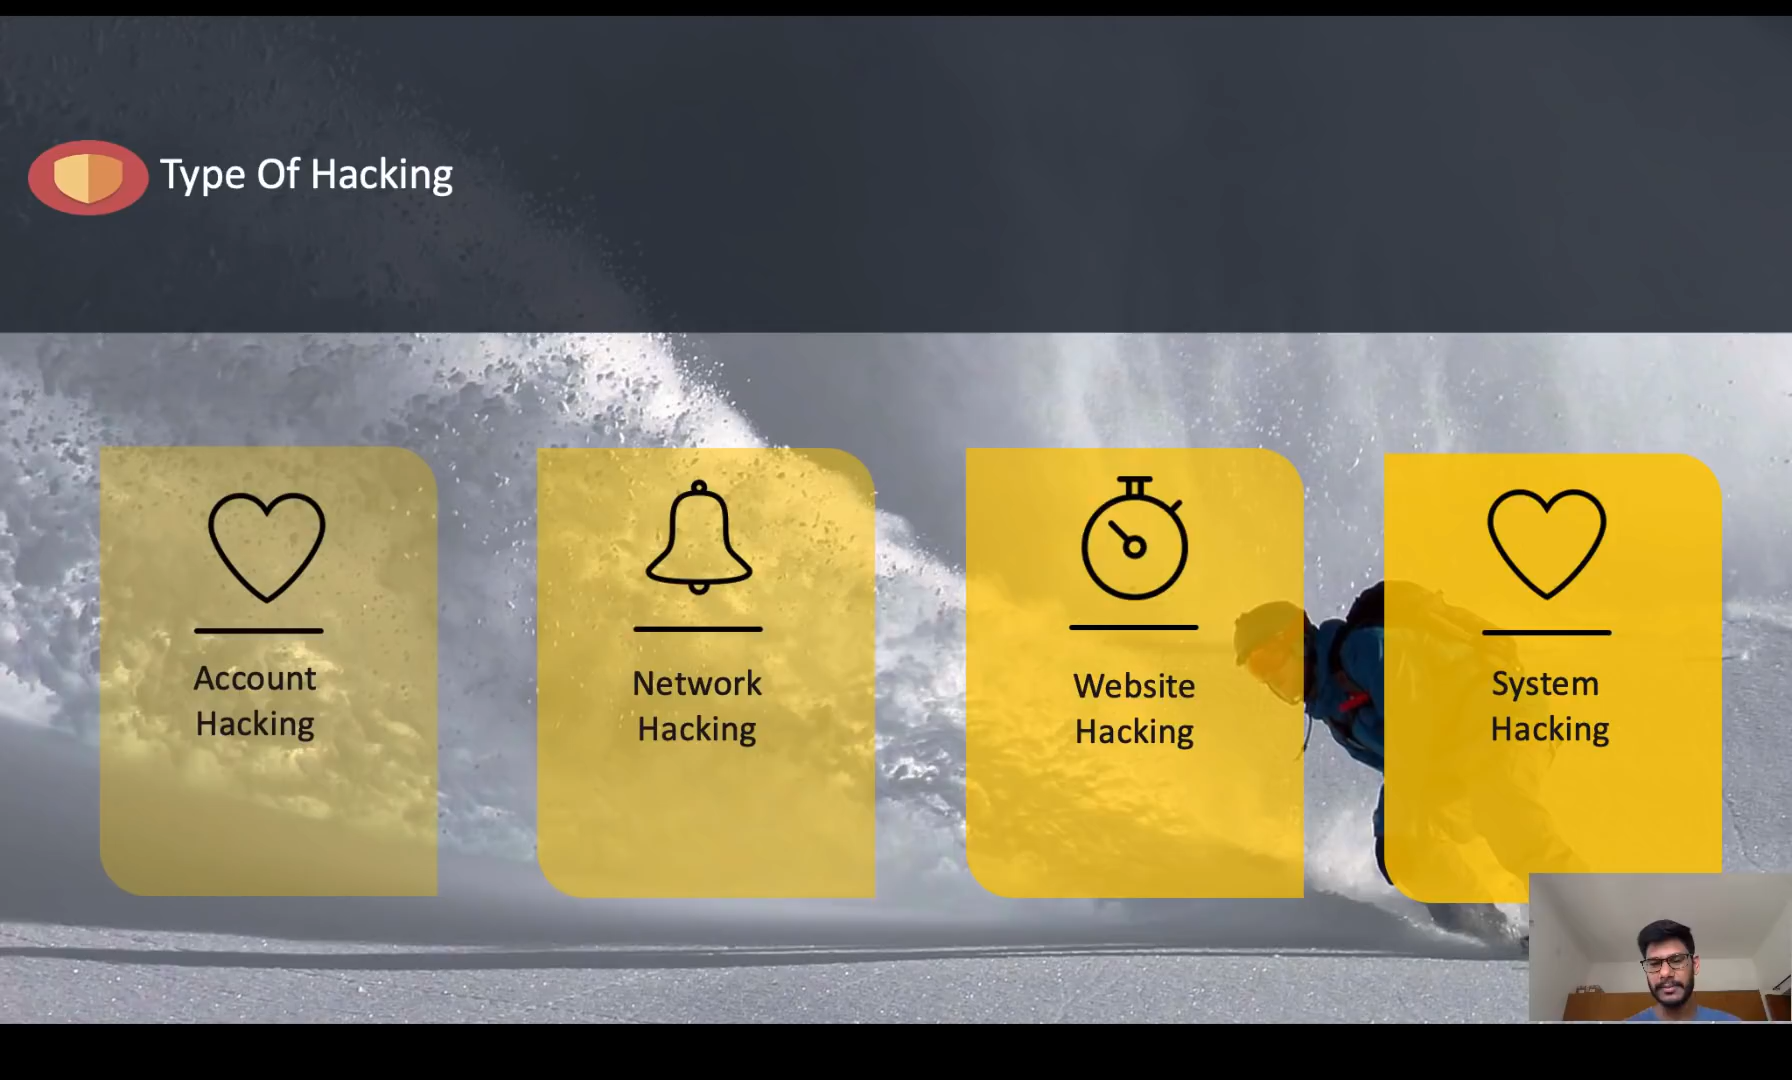 Type Of Hacking
Account
Hacking
Network
Hacking
Website
Hacking
System
Hacking